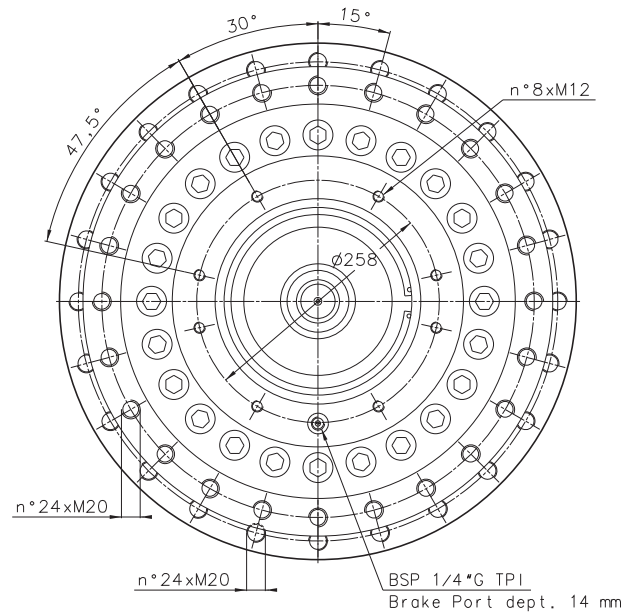 30°
15°
47,5°
n°8xM12
Ø258
n°24xM20
n°24xM20
BSP 1/4"G TPI
Brake Port dept. 14 mm